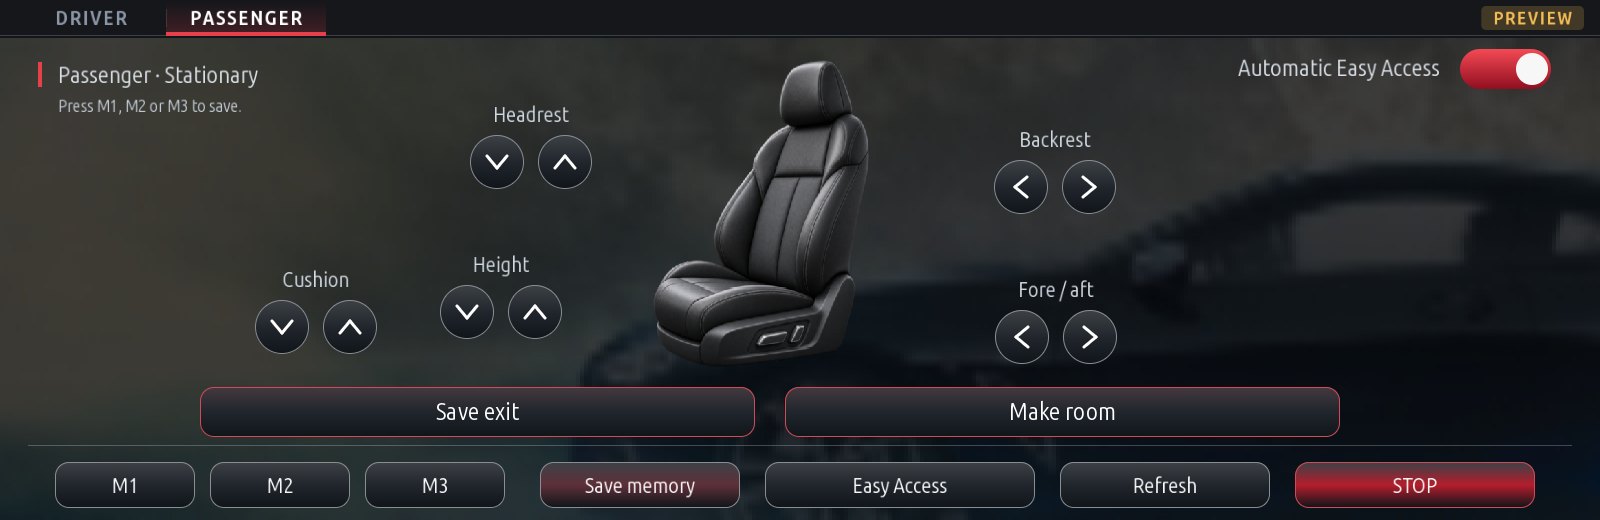 DRIVER
PASSENGER
PREVIEW
Passenger · Stationary
Press M1, M2 or M3 to save.
Automatic Easy Access
Headrest
Backrest
Cushion
Height
Fore / aft
Save exit
Make room
M1
M2
M3
Save memory
Easy Access
Refresh
STOP